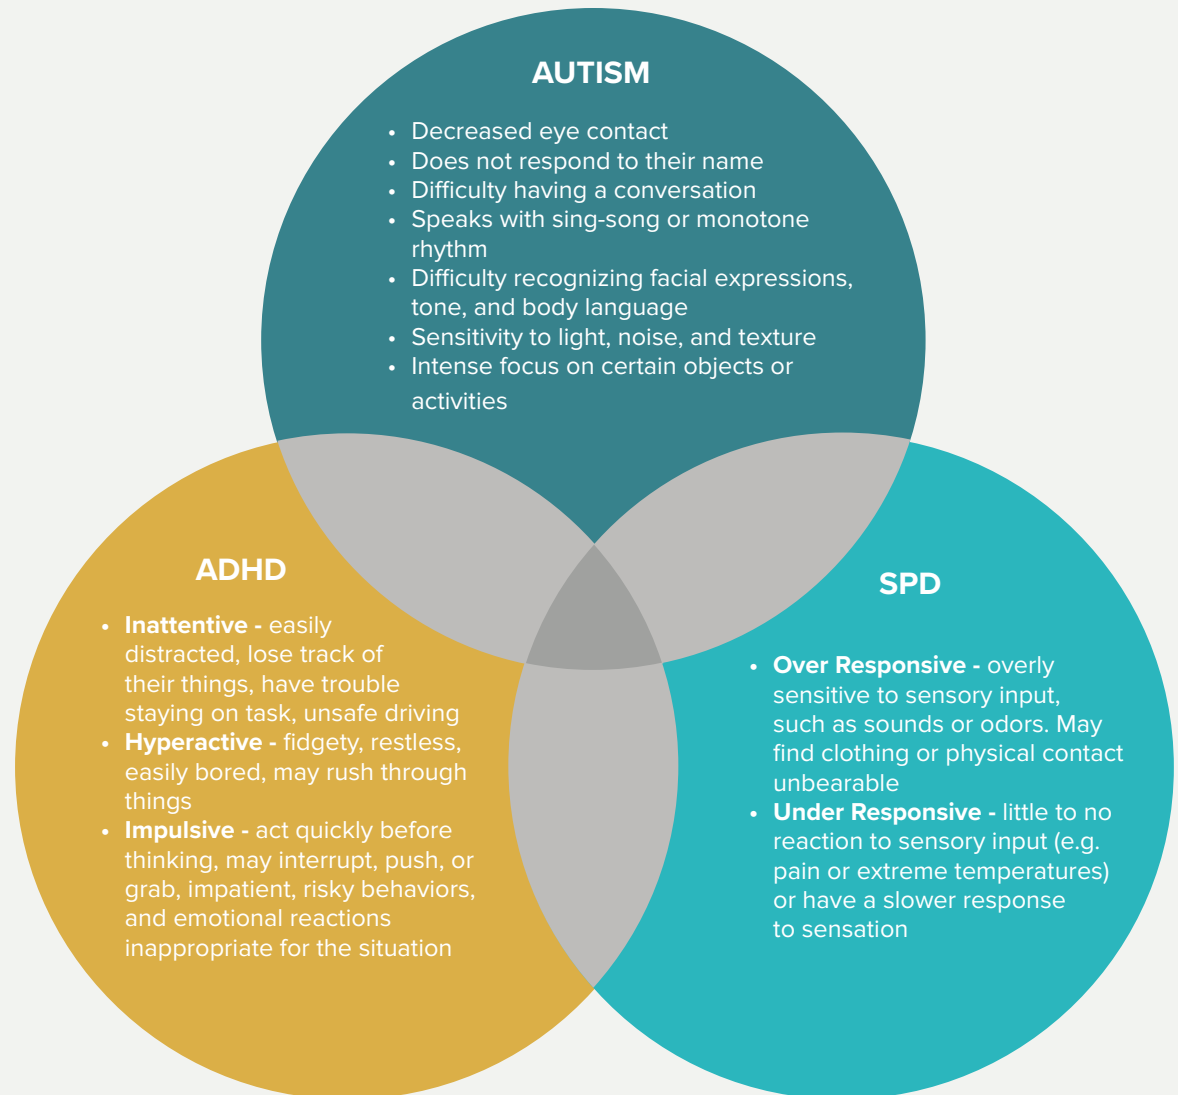 AUTISM
• Decreased eye contact
• Does not respond to their name
• Difficulty having a conversation
• Speaks with sing-song or monotone
rhythm
• Difficulty recognizing facial expressions,
tone, and body language
• Sensitivity to light, noise, and texture
• Intense focus on certain objects or
activities
ADHD
• Inattentive - easily
distracted, lose track of
their things, have trouble
staying on task, unsafe driving
• Hyperactive - fidgety, restless,
easily bored, may rush through
things
• Impulsive - act quickly before
thinking, may interrupt, push, or
grab, impatient, risky behaviors,
and emotional reactions
inappropriate for the situation
SPD
• Over Responsive - overly
sensitive to sensory input,
such as sounds or odors. May
find clothing or physical contact
unbearable
• Under Responsive - little to no
reaction to sensory input (e.g.
pain or extreme temperatures)
or have a slower response
to sensation